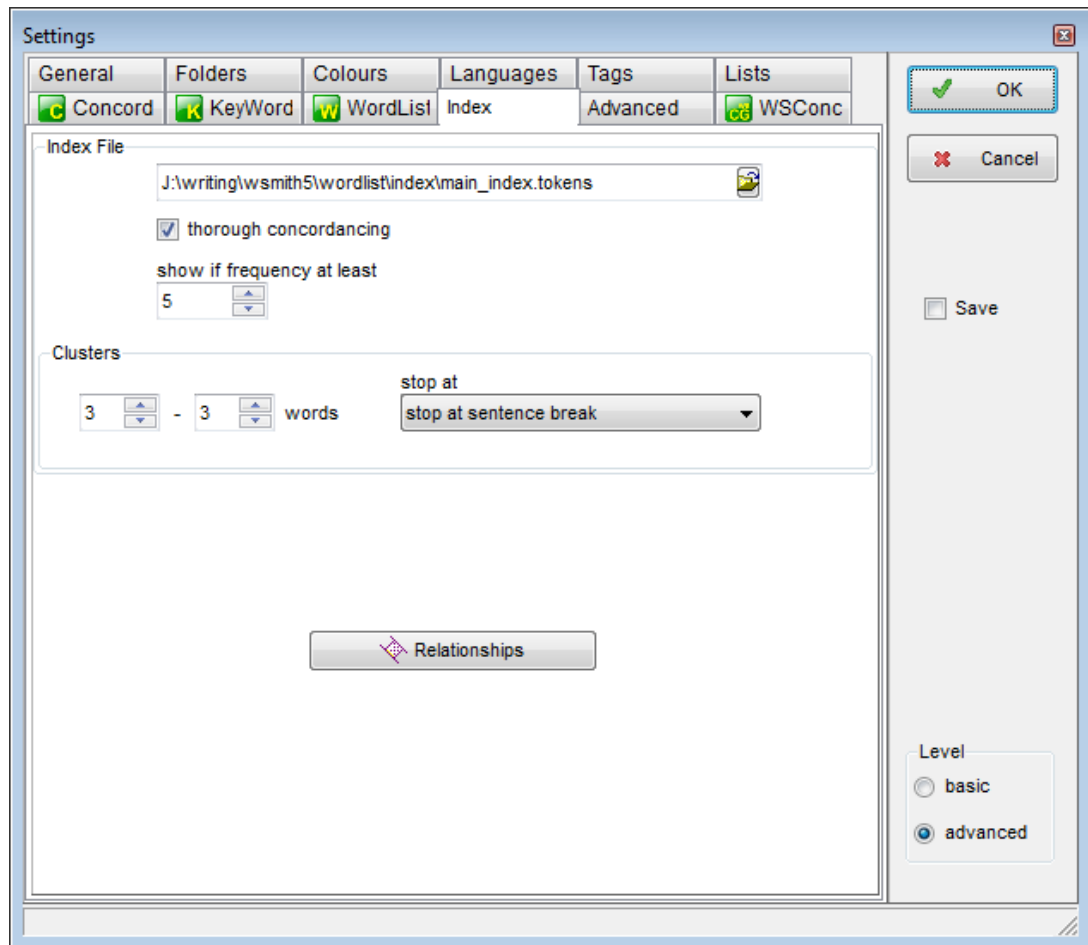 Settings
General Folders Colours Languages Tags Lists
C Concord K KeyWord W WordList Index Advanced CG WSConc
OK
Cancel
Index File
J:\writing\wsmith5\wordlist\index\main_index.tokens
thorough concordancing
show if frequency at least
5
Save
Clusters
stop at
3 - 3 words stop at sentence break
Relationships
Level
basic
advanced